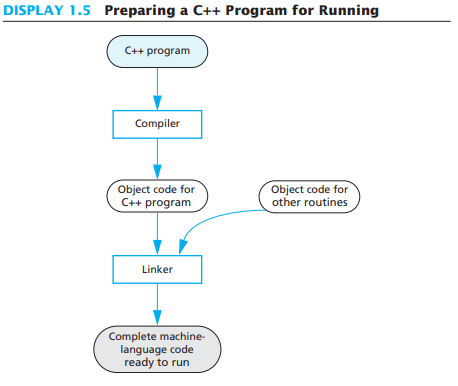 DISPLAY 1.5 Preparing a C++ Program for Running
C++ program
Compiler
Object code for
C++ program
Object code for
other routines
Linker
Complete machine-
language code
ready to run